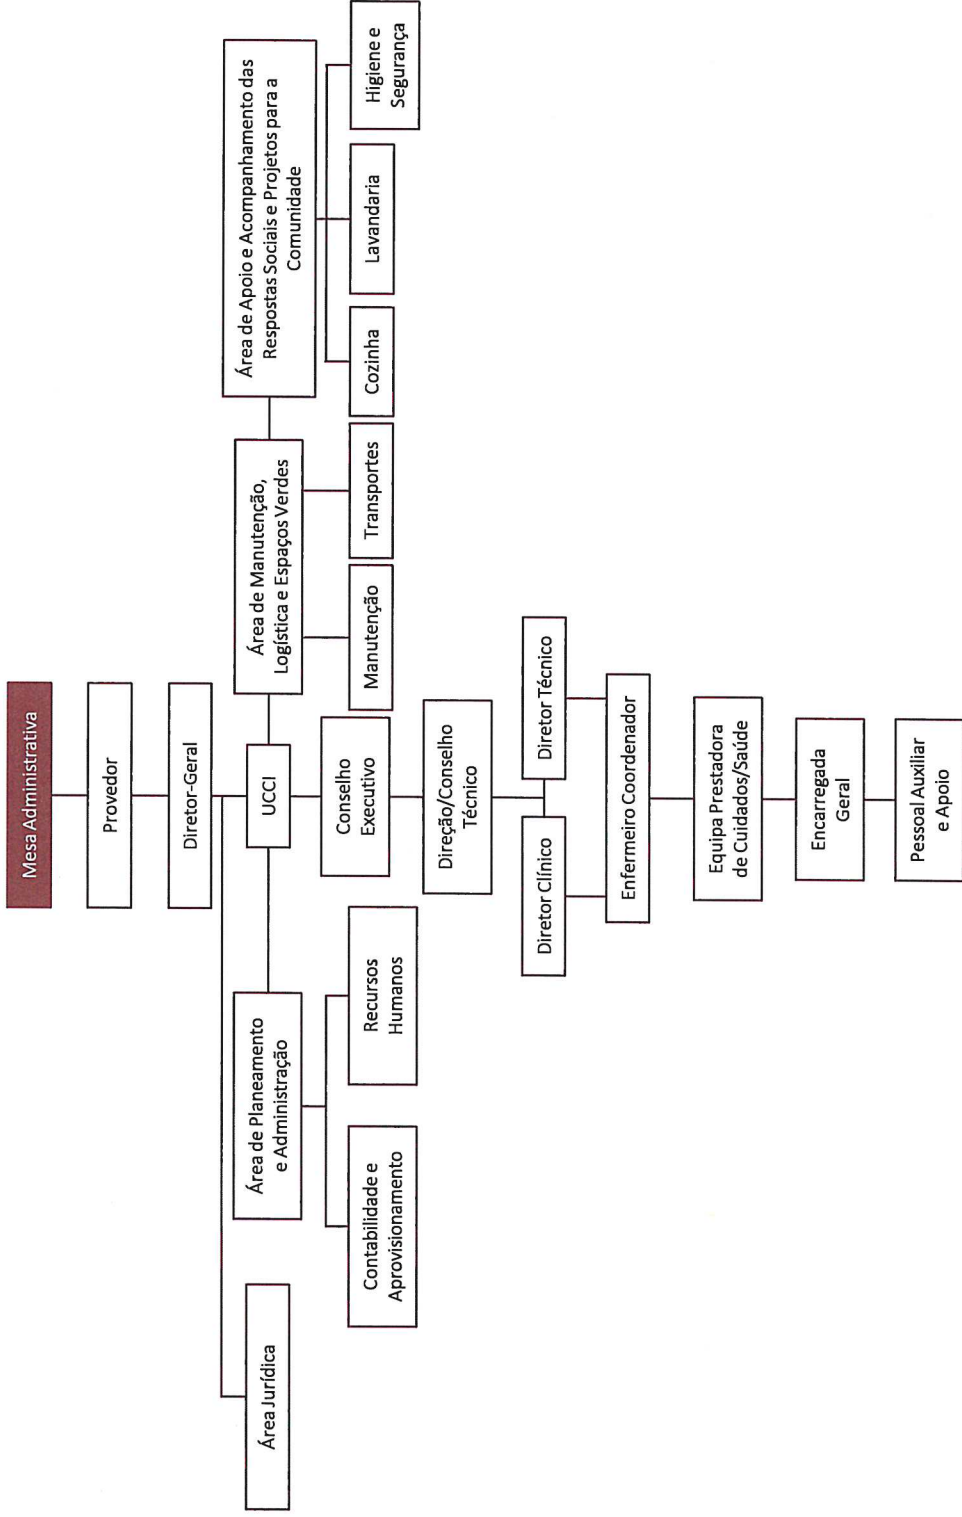 Mesa Administrativa
Provedor
Diretor-Geral
Área Jurídica
Área de Planeamento
e Administração
UCCI
Área de Manutenção,
Logística e Espaços Verdes
Área de Apoio e Acompanhamento das
Respostas Sociais e Projetos para a
Comunidade
Contabilidade e
Aprovisionamento
Recursos
Humanos
Conselho
Executivo
Manutenção
Transportes
Cozinha
Lavandaria
Higiene e
Segurança
Direção/Conselho
Técnico
Diretor Clínico
Diretor Técnico
Enfermeiro Coordenador
Equipa Prestadora
de Cuidados/Saúde
Encarregada
Geral
Pessoal Auxiliar
e Apoio